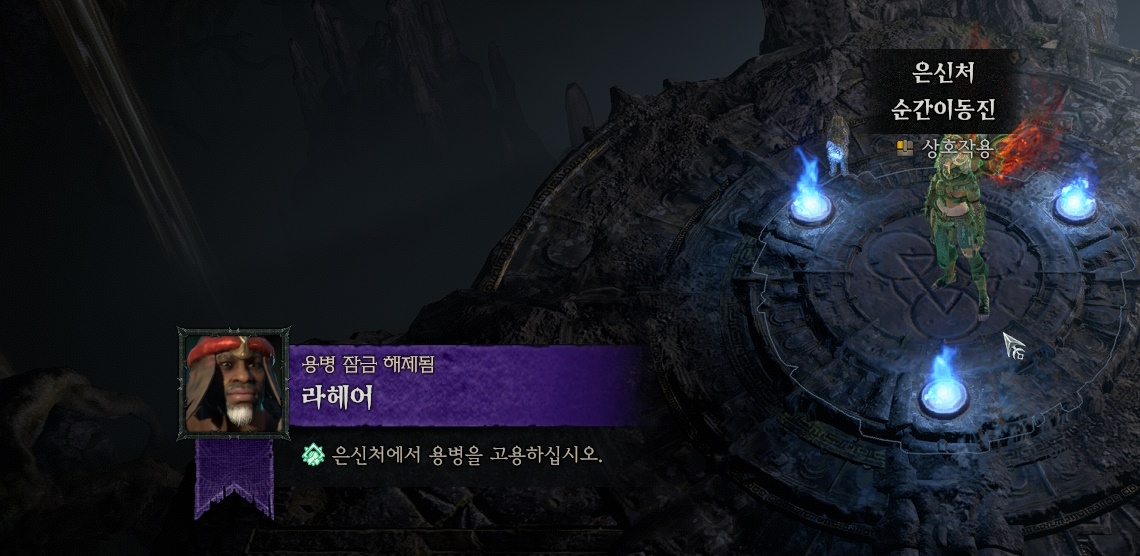 은신처
순간이동진
상호작용
용병 잠금 해제됨
라헤어
은신처에서 용병을 고용하십시오.